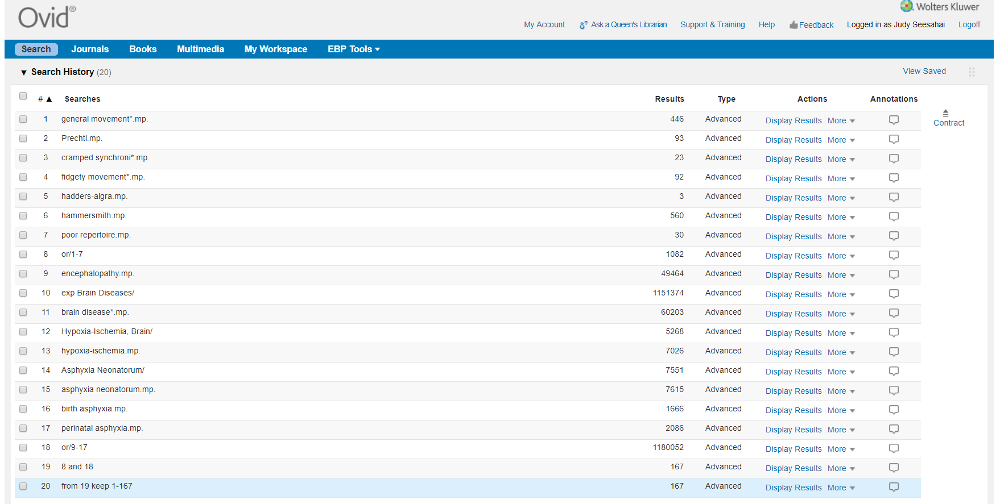 Ovid®
Wolters Kluwer
My Account Ask a Queen's Librarian Support & Training Help Feedback Logged in as Judy Seesahai Logoff
Search Journals Books Multimedia My Workspace EBP Tools
Search History (20) View Saved
# Searches Results Type Actions Annotations
1 general movement*.mp. 446 Advanced Display Results More
Contract
2 Prechtl.mp. 93 Advanced Display Results More
3 cramped synchroni*.mp. 23 Advanced Display Results More
4 fidgety movement*.mp. 92 Advanced Display Results More
5 hadders-algra.mp. 3 Advanced Display Results More
6 hammersmith.mp. 560 Advanced Display Results More
7 poor repertoire.mp. 30 Advanced Display Results More
8 or/1-7 1082 Advanced Display Results More
9 encephalopathy.mp. 49464 Advanced Display Results More
10 exp Brain Diseases/ 1151374 Advanced Display Results More
11 brain disease*.mp. 60203 Advanced Display Results More
12 Hypoxia-Ischemia, Brain/ 5268 Advanced Display Results More
13 hypoxia-ischemia.mp. 7026 Advanced Display Results More
14 Asphyxia Neonatorum/ 7551 Advanced Display Results More
15 asphyxia neonatorum.mp. 7615 Advanced Display Results More
16 birth asphyxia.mp. 1666 Advanced Display Results More
17 perinatal asphyxia.mp. 2086 Advanced Display Results More
18 or/9-17 1180052 Advanced Display Results More
19 8 and 18 167 Advanced Display Results More
20 from 19 keep 1-167 167 Advanced Display Results More